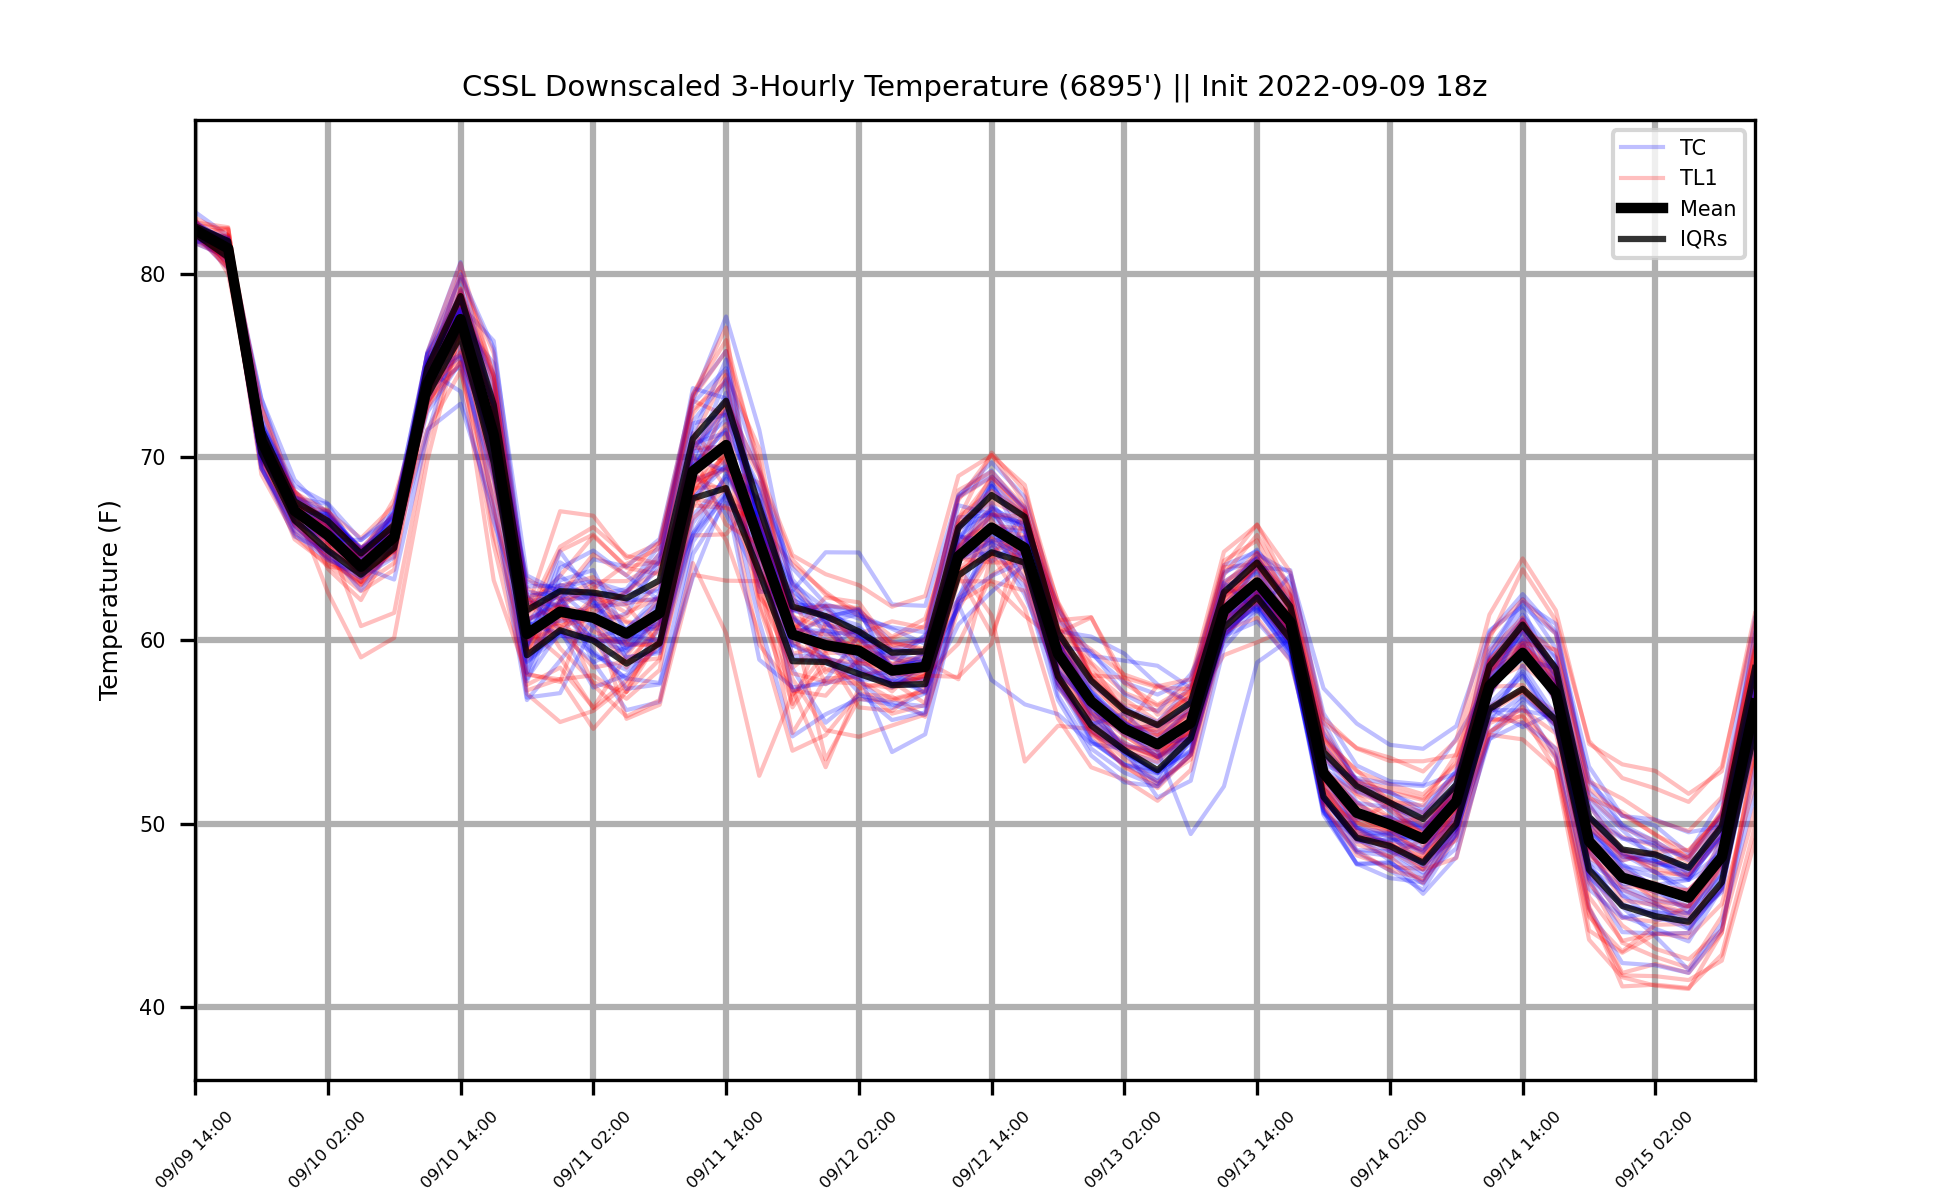 CSSL Downscaled 3-Hourly Temperature (6895') || Init 2022-09-09 18z
TC
TL1
Mean
IQRs
Temperature (F)
80
70
60
50
40
09/09 14:00
09/10 02:00
09/10 14:00
09/11 02:00
09/11 14:00
09/12 02:00
09/12 14:00
09/13 02:00
09/13 14:00
09/14 02:00
09/14 14:00
09/15 02:00